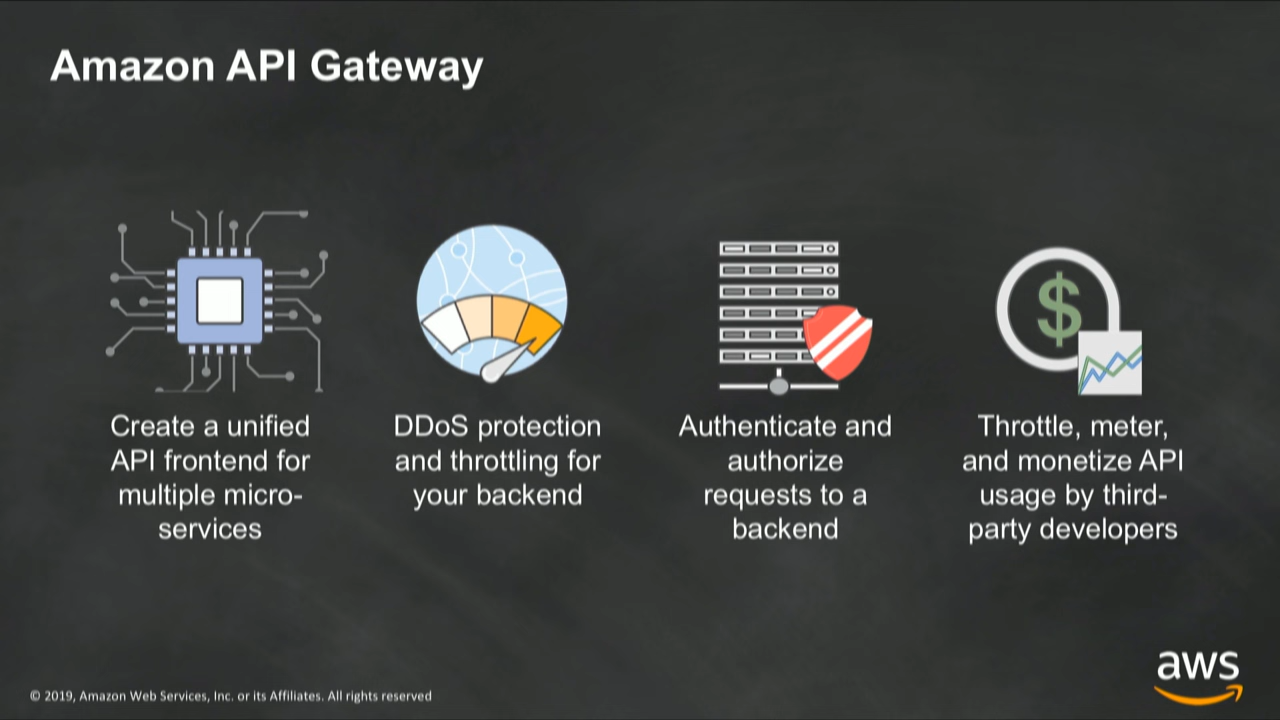 Amazon API Gateway
Create a unified
API frontend for
multiple micro-
services
DDoS protection
and throttling for
your backend
Authenticate and
authorize
requests to a
backend
Throttle, meter,
and monetize API
usage by third-
party developers
$
aws
© 2019, Amazon Web Services, Inc. or its Affiliates. All rights reserved